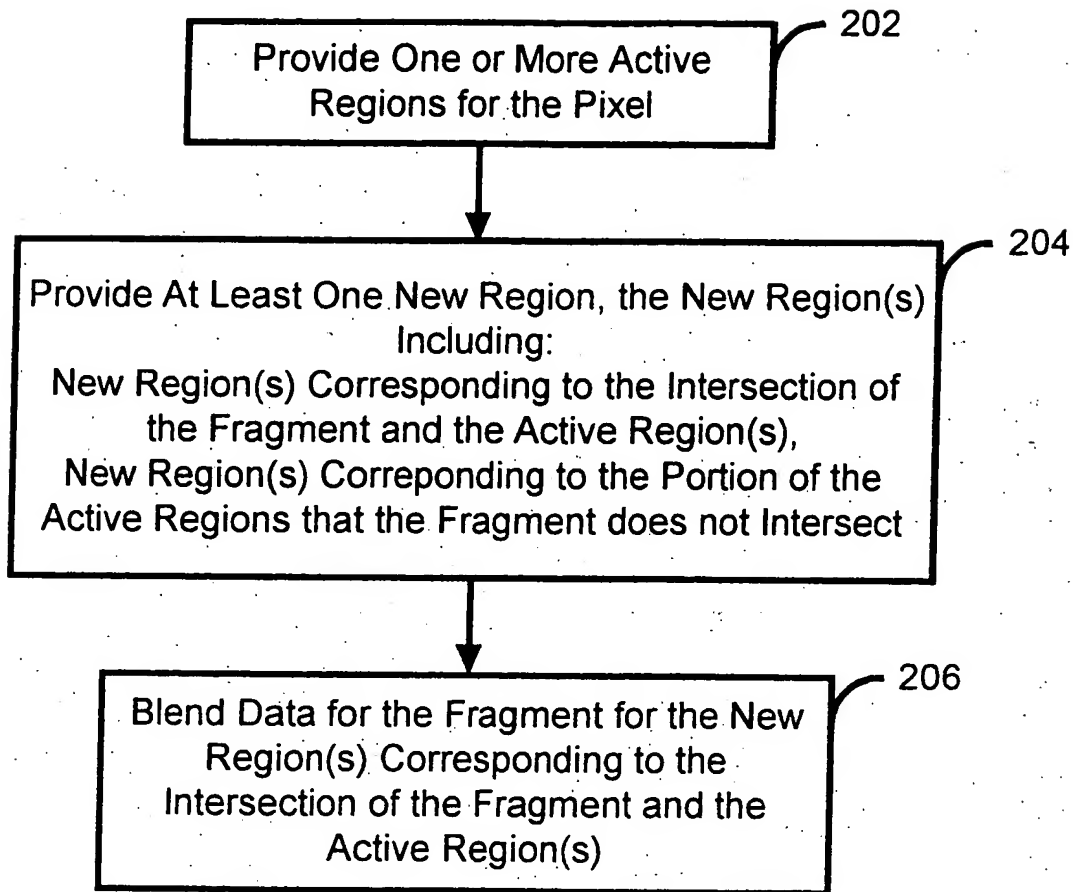 202
Provide One or More Active
Regions for the Pixel
204
Provide At Least One New Region, the New Region(s)
Including:
New Region(s) Corresponding to the Intersection of
the Fragment and the Active Region(s),
New Region(s) Correponding to the Portion of the
Active Regions that the Fragment does not Intersect
206
Blend Data for the Fragment for the New
Region(s) Corresponding to the
Intersection of the Fragment and the
Active Region(s)